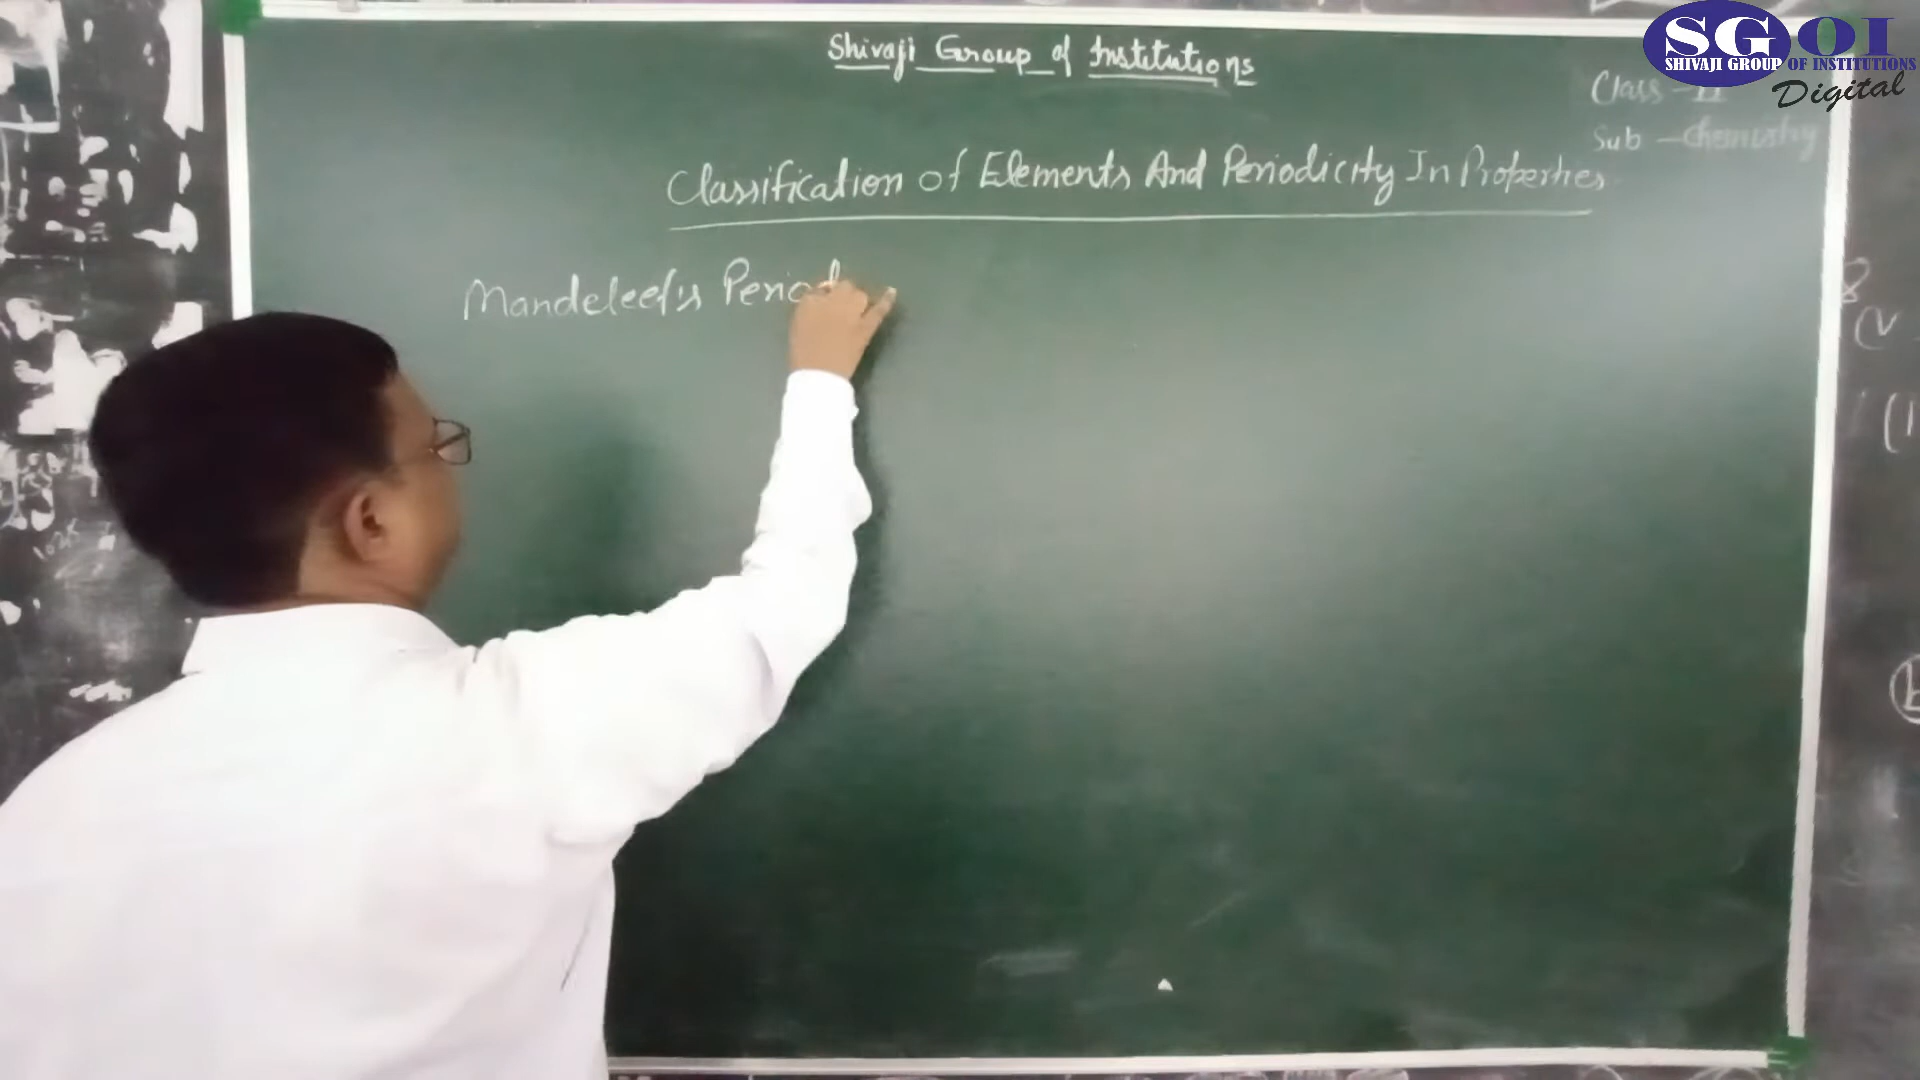 Shivaji Group of Institutions
SGOI
SHIVAJI GROUP OF INSTITUTIONS
Digital
Class - 11
Sub - Chemistry
Classification of Elements And Periodicity In Properties
Mandeleef's Period